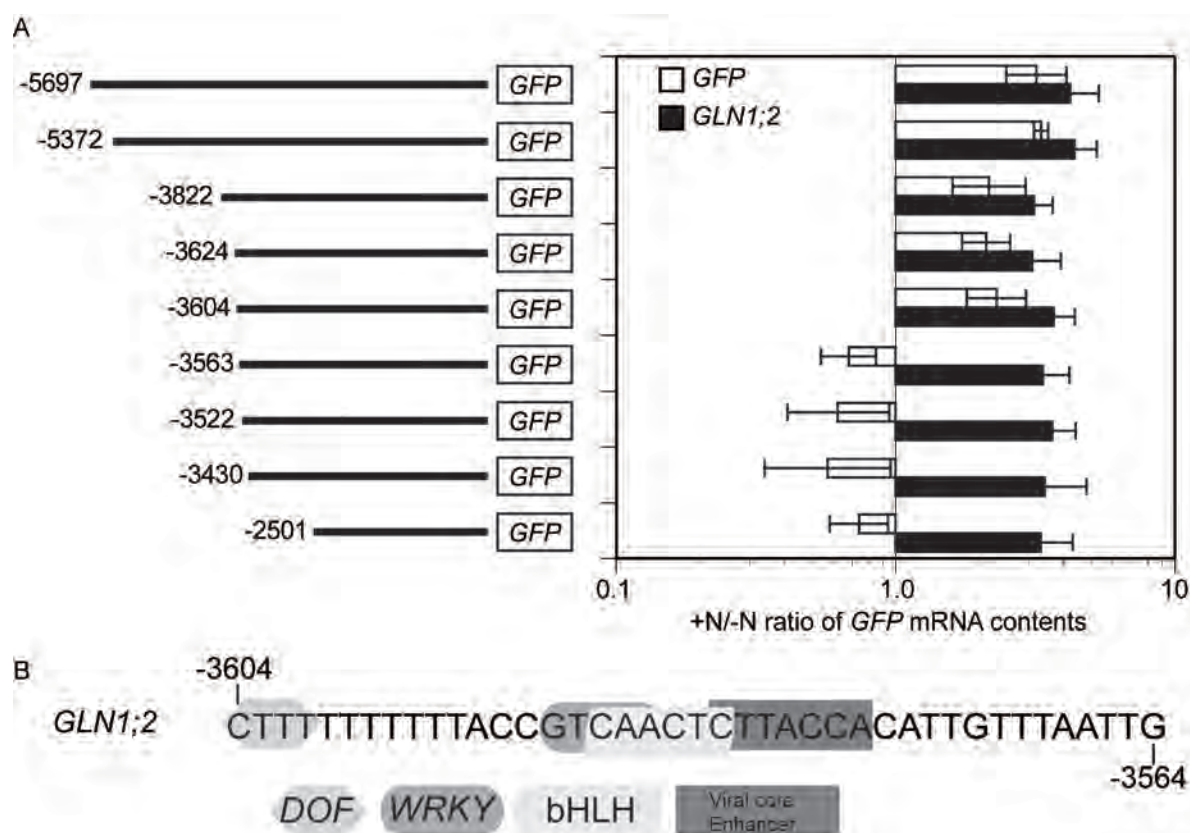 A
-5697 GFP
-5372 GFP
-3822 GFP
-3624 GFP
-3604 GFP
-3563 GFP
-3522 GFP
-3430 GFP
-2501 GFP
GFP
GLN1;2
0.1 1.0 10
+N/-N ratio of GFP mRNA contents
B
-3604
GLN1;2 CTTTTTTTTTTACCGTCAACTCTTACCACATTGTTTAATTG
-3564
DOF WRKY bHLH Viral core
Enhancer